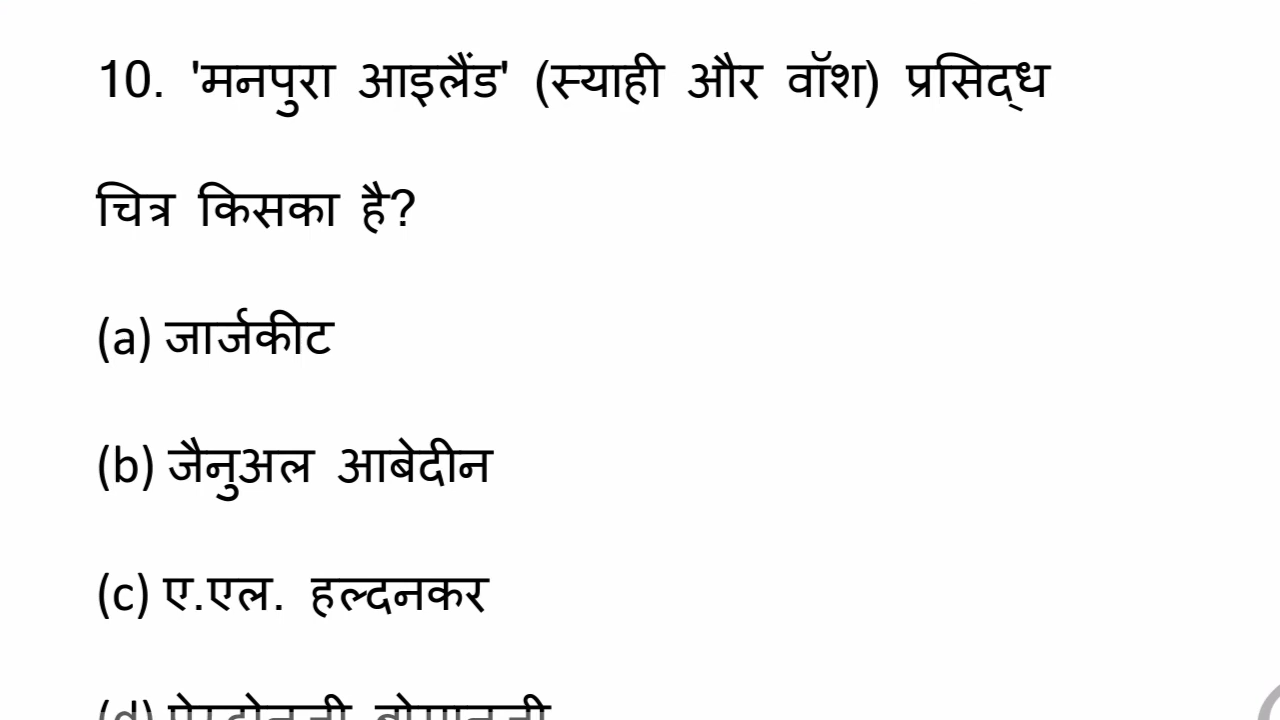 10. 'मनपुरा आइलैंड' (स्याही और वॉश) प्रसिद्ध
चित्र किसका है?
(a) जार्जकीट
(b) जैनुअल आबेदीन
(c) ए.एल. हल्दनकर
(d)